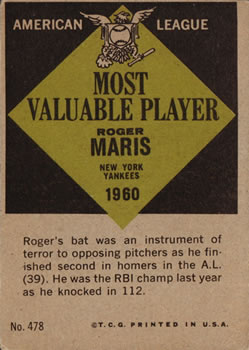 AMERICAN LEAGUE
MOST
VALUABLE PLAYER
ROGER
MARIS
NEW YORK
YANKEES
1960
Roger's bat was an instrument of
terror to opposing pitchers as he fin-
ished second in homers in the A.L.
(39). He was the RBI champ last year
as he knocked in 112.
No. 478 ©T.C.G. PRINTED IN U.S.A.